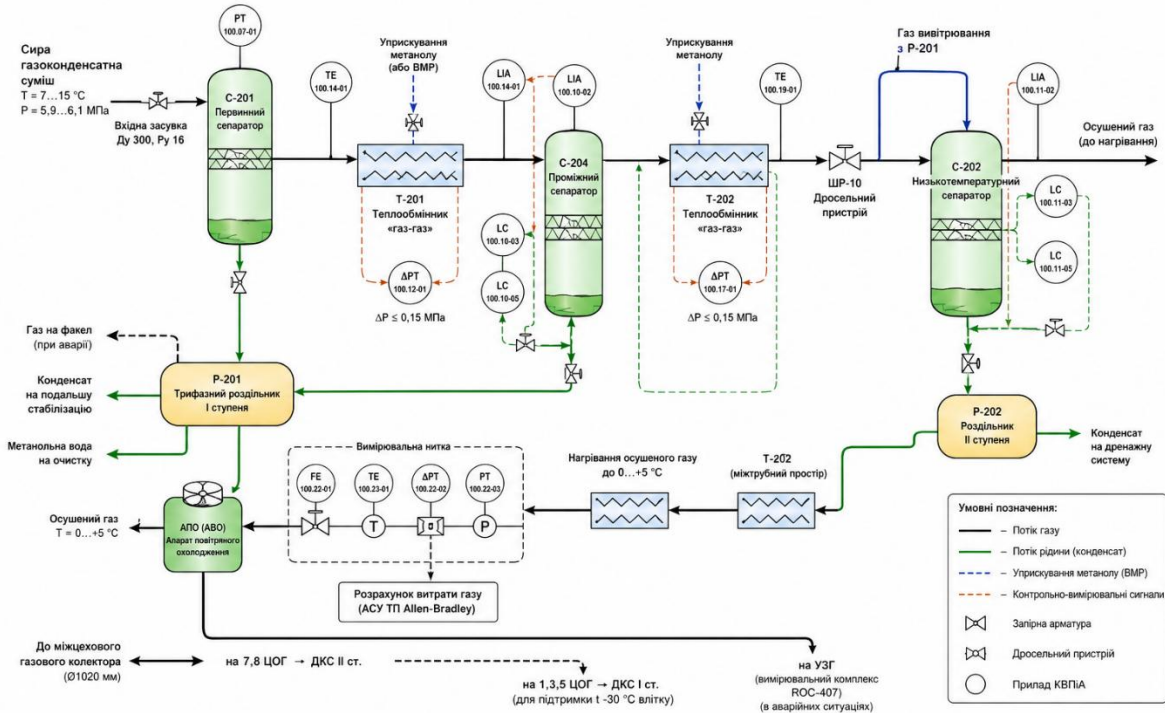 PT
100.07-01
Сира
газоконденсатна
суміш
T = 7...15 °C
P = 5,9...6,1 МПа
Вхідна засувка
Ду 300, Ру 16
С-201
Первинний
сепаратор
TE
100.14-01
Уприскування
метанолу
(або ВМР)
LIA
100.14-01
LIA
100.10-02
Т-201
Теплообмінник
«газ-газ»
ΔPT
100.12-01
ΔP ≤ 0,15 МПа
С-204
Проміжний
сепаратор
LC
100.10-03
LC
100.10-05
Уприскування
метанолу
TE
100.19-01
Т-202
Теплообмінник
«газ-газ»
ΔPT
100.17-01
ΔP ≤ 0,15 МПа
ШР-10
Дросельний
пристрій
Газ вивітрювання
з Р-201
LIA
100.11-02
С-202
Низькотемпературний
сепаратор
LC
100.11-03
LC
100.11-05
Осушений газ
(до нагрівання)
Газ на факел
(при аварії)
Конденсат
на подальшу
стабілізацію
Метанольна вода
на очистку
Р-201
Трифазний роздільник
І ступеня
Р-202
Роздільник
ІІ ступеня
Конденсат
на дренажну
систему
Вимірювальна нитка
FE
100.22-01
TE
100.23-01
ΔPT
100.22-02
PT
100.22-03
T
P
Нагрівання осушеного газу
до 0...+5 °C
Т-202
(міжтрубний простір)
Осушений газ
T = 0...+5 °C
АПО (АВО)
Апарат повітряного
охолодження
Розрахунок витрати газу
(АСУ ТП Allen-Bradley)
До міжцехового
газового колектора
(Ø1020 мм)
на 7,8 ЦОГ → ДКС ІІ ст.
на 1,3,5 ЦОГ → ДКС І ст.
(для підтримки t -30 °C влітку)
на УЗГ
(вимірювальний комплекс
ROC-407)
(в аварійних ситуаціях)
Умовні позначення:
– Потік газу
– Потік рідини (конденсат)
– Уприскування метанолу (ВМР)
– Контрольно-вимірювальні сигнали
Запірна арматура
Дросельний пристрій
Прилад КВПіА